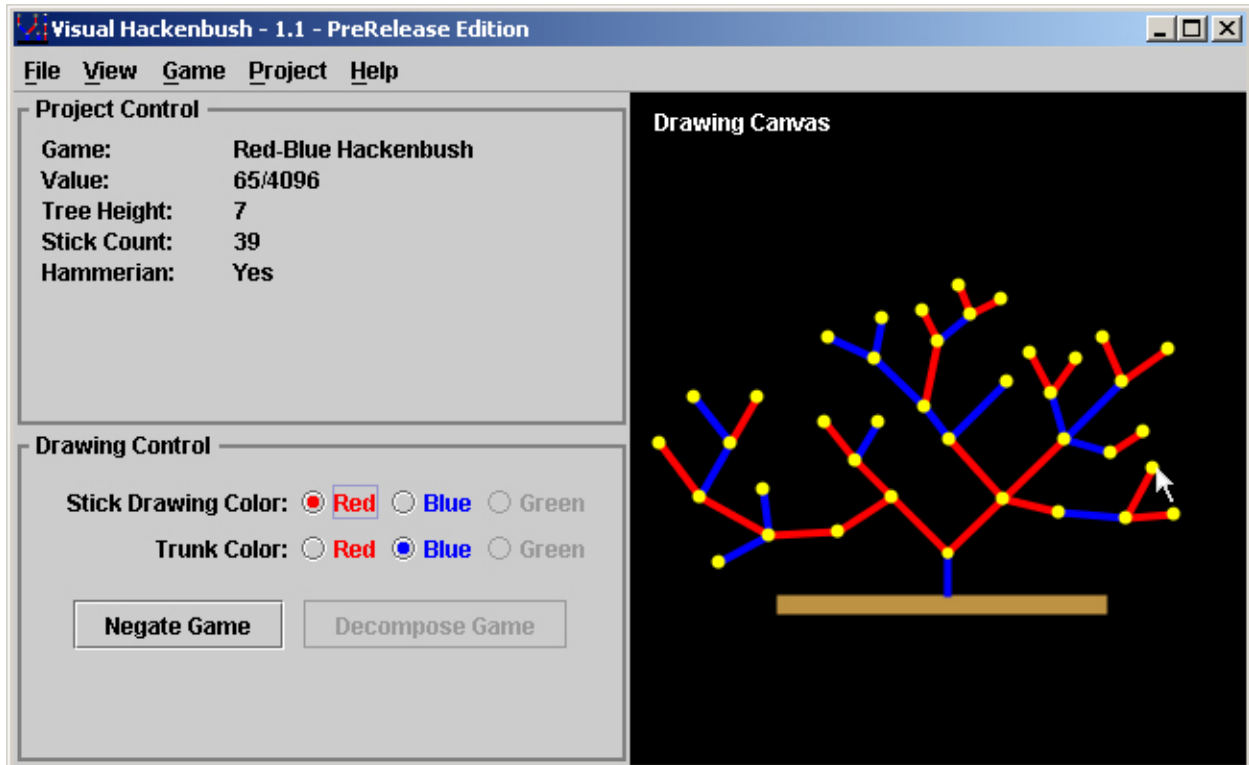 Visual Hackenbush - 1.1 - PreRelease Edition
File View Game Project Help
Project Control
Game: Red-Blue Hackenbush
Value: 65/4096
Tree Height: 7
Stick Count: 39
Hammerian: Yes
Drawing Control
Stick Drawing Color: Red Blue Green
Trunk Color: Red Blue Green
Negate Game Decompose Game
Drawing Canvas